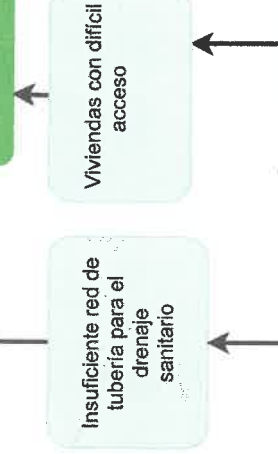 Viviendas con difícil
acceso
Insuficiente red de
tubería para el
drenaje
sanitario